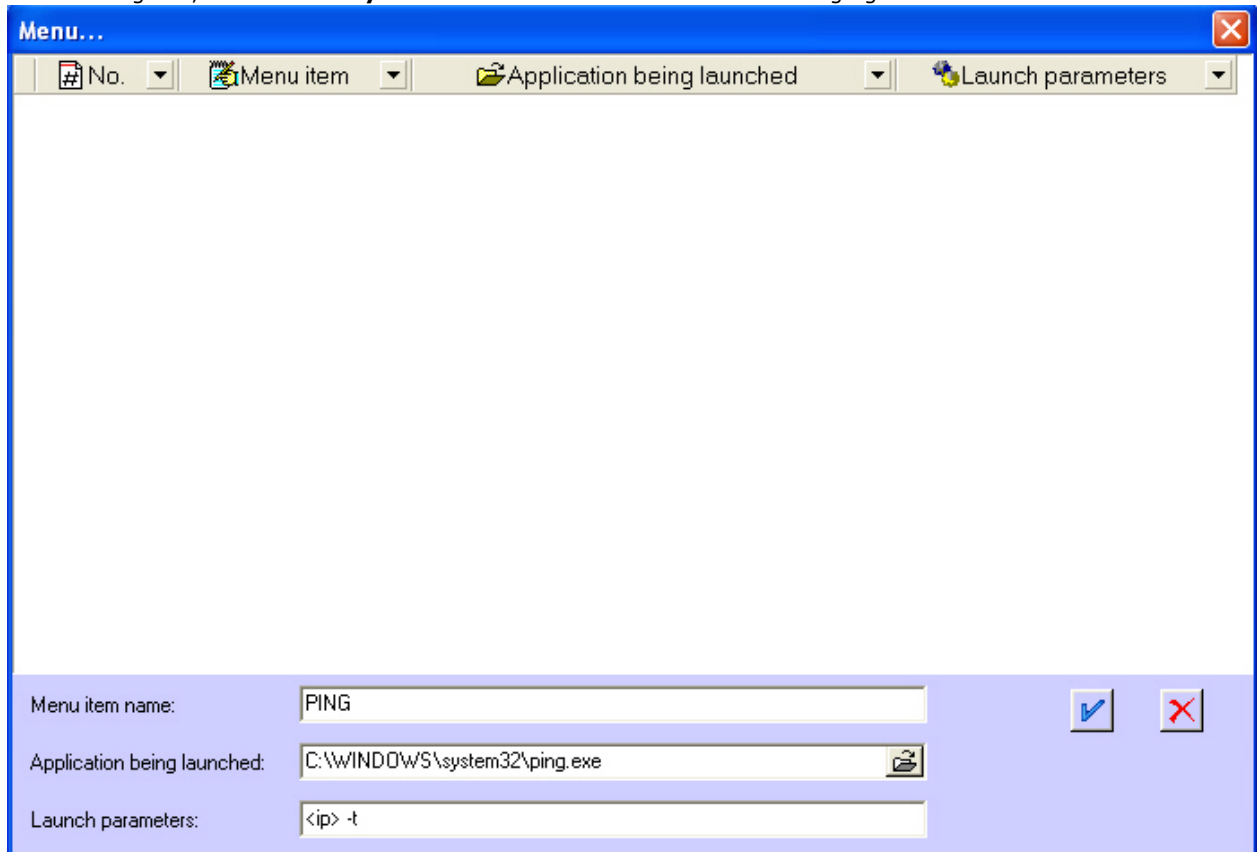 Menu...
No. Menu item Application being launched Launch parameters
Menu item name: PING
Application being launched: C:\WINDOWS\system32\ping.exe
Launch parameters: <ip> -t